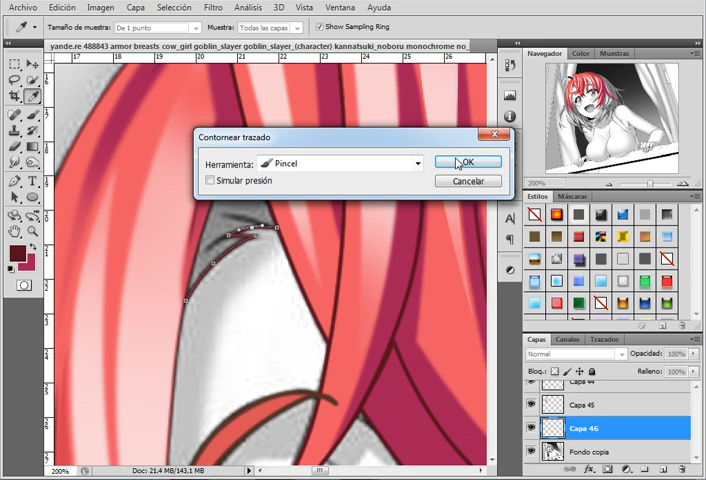 Archivo Edición Imagen Capa Selección Filtro Análisis 3D Vista Ventana Ayuda
Tamaño de muestra: De 1 punto Muestra: Todas las capas Show Sampling Ring
yande.re 488843 armor breasts cow_girl goblin_slayer goblin_slayer_(character) kannatsuki_noboru monochrome no_
17 18 19 20 21 22 23 24 25 26
Navegador Color Muestras
Contornear trazado
Herramienta: Pincel OK
Simular presión Cancelar
200%
Estilos Máscaras
Capas Canales Trazados
Normal Opacidad: 100%
Bloq.: Relleno: 100%
Capa 44
Capa 45
Capa 46
Fondo copia
200% Doc: 21,4 MB/143,1 MB